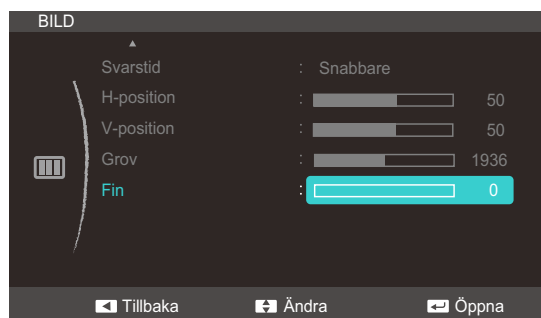 BILD
Svarstid : Snabbare
H-position : 50
V-position : 50
Grov : 1936
Fin : 0
Tillbaka Ändra Öppna